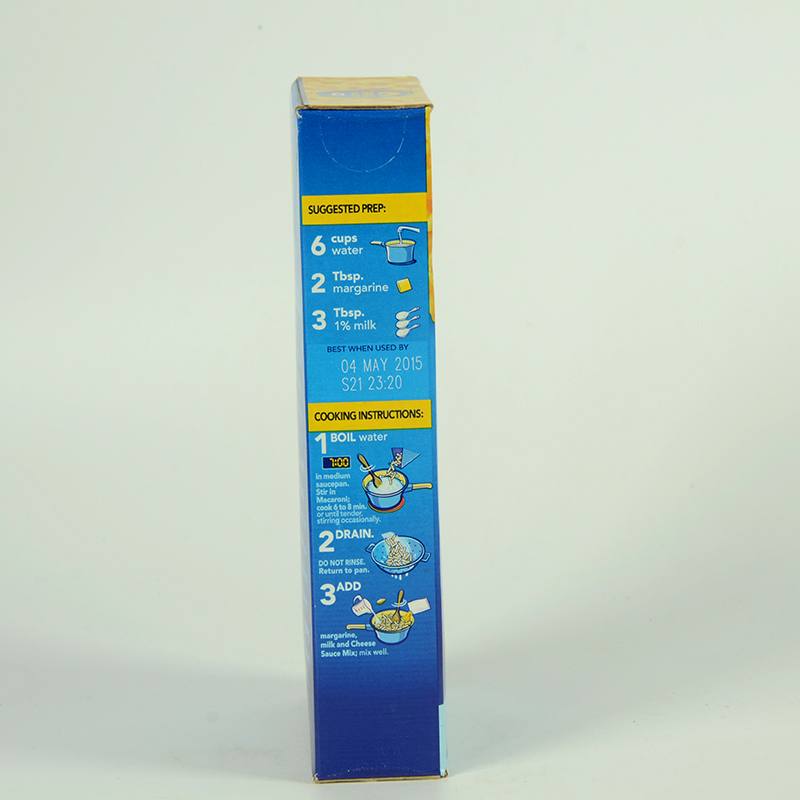 SUGGESTED PREP:
6 cups
water
2 Tbsp.
margarine
3 Tbsp.
1% milk
BEST WHEN USED BY
04 MAY 2015
S21 23:20
COOKING INSTRUCTIONS:
1 BOIL water
7:00
in medium
saucepan.
Stir in
Macaroni;
cook 6 to 8 min.
or until tender,
stirring occasionally.
2 DRAIN.
DO NOT RINSE.
Return to pan.
3 ADD
margarine,
milk and Cheese
Sauce Mix; mix well.